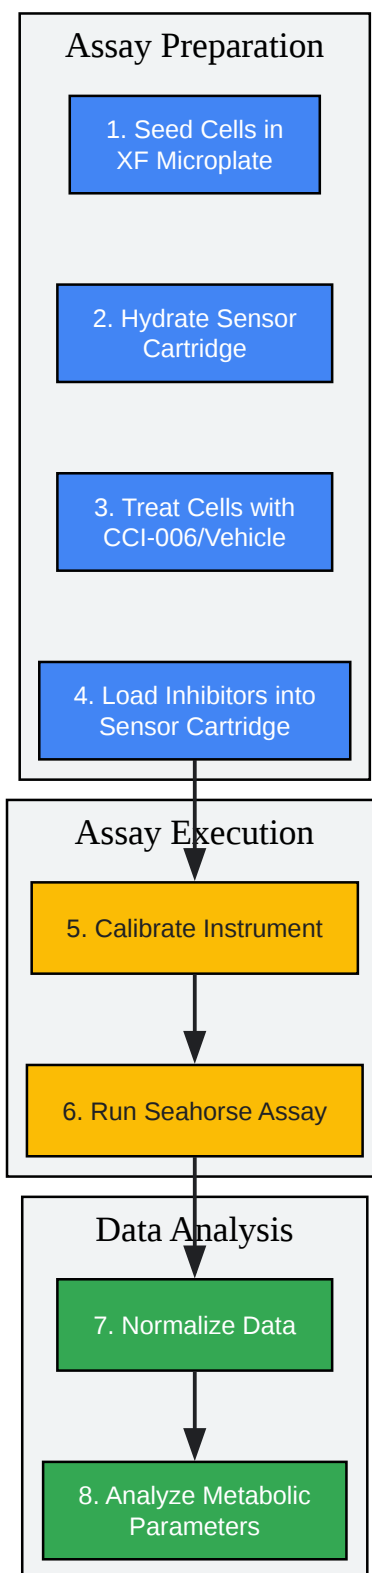 Assay Preparation
1. Seed Cells in
XF Microplate
2. Hydrate Sensor
Cartridge
3. Treat Cells with
CCI-006/Vehicle
4. Load Inhibitors into
Sensor Cartridge
Assay Execution
5. Calibrate Instrument
6. Run Seahorse Assay
Data Analysis
7. Normalize Data
8. Analyze Metabolic
Parameters